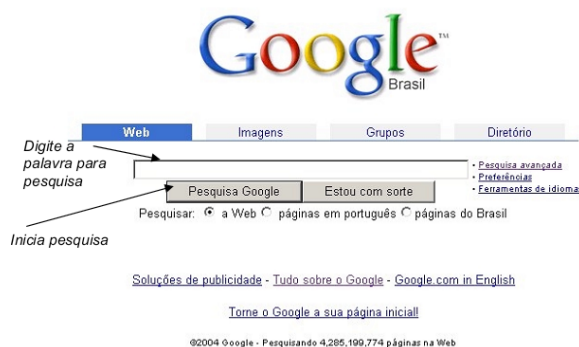 Google™
Brasil
Web Imagens Grupos Diretório
Digite a
palavra para
pesquisa
• Pesquisa avançada
• Preferências
• Ferramentas de idiomas
Pesquisa Google Estou com sorte
Pesquisar: a Web páginas em português páginas do Brasil
Inicia pesquisa
Soluções de publicidade - Tudo sobre o Google - Google.com in English
Torne o Google a sua página inicial!
©2004 Google - Pesquisando 4,285,199,774 páginas na Web